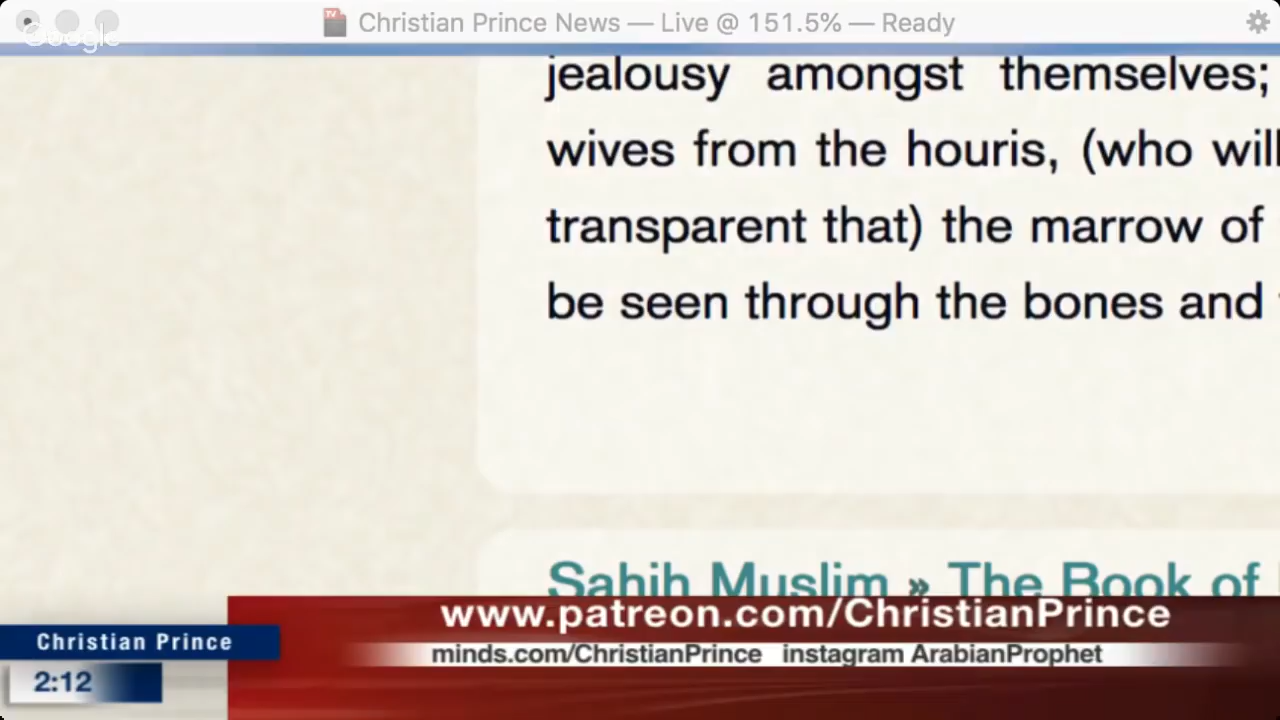 Christian Prince News — Live @ 151.5% — Ready
Google
jealousy amongst themselves;
wives from the houris, (who will
transparent that) the marrow of
be seen through the bones and
Sahih Muslim » The Book of
www.patreon.com/ChristianPrince
Christian Prince
minds.com/ChristianPrince instagram ArabianProphet
2:12